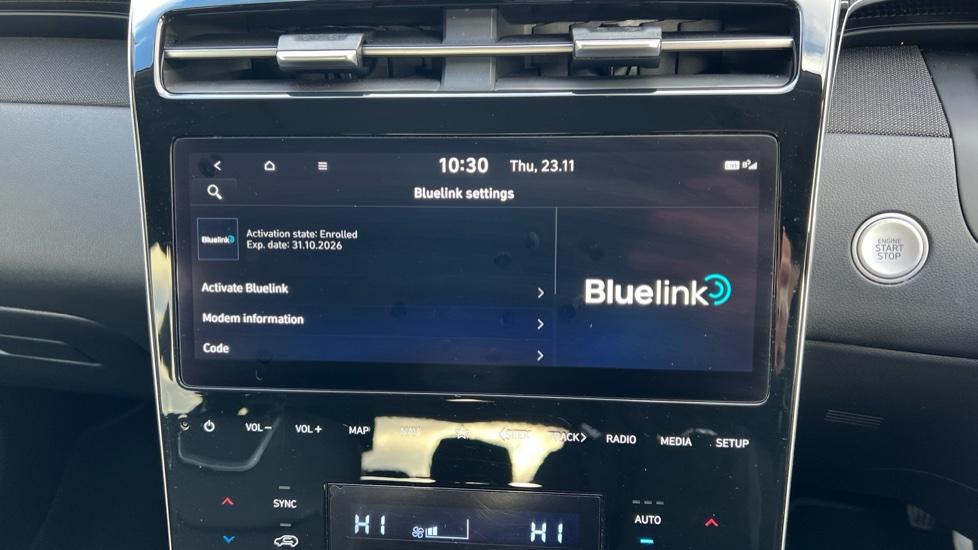 10:30 Thu, 23.11
Bluelink settings
Bluelink
Activation state: Enrolled
Exp. date: 31.10.2026
Activate Bluelink
Modem information
Code
Bluelink
ENGINE
START
STOP
VOL− VOL+ MAP NAV SEEK TRACK RADIO MEDIA SETUP
SYNC
AUTO
HI HI